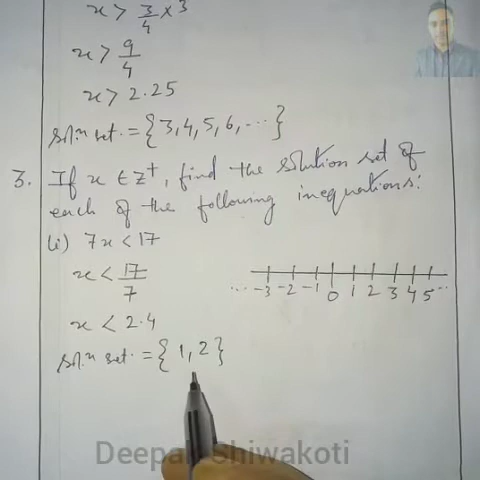 x > 3/4 × 3
x > 9/4
x > 2.25
solⁿ set. = {3, 4, 5, 6, ...}
3. If x ∈ Z⁺, find the solution set of
each of the following inequations:
(i) 7x < 17
x < 17/7
... -3 -2 -1 0 1 2 3 4 5 ...
x < 2.4
solⁿ set. = {1, 2}
Deepak Shiwakoti